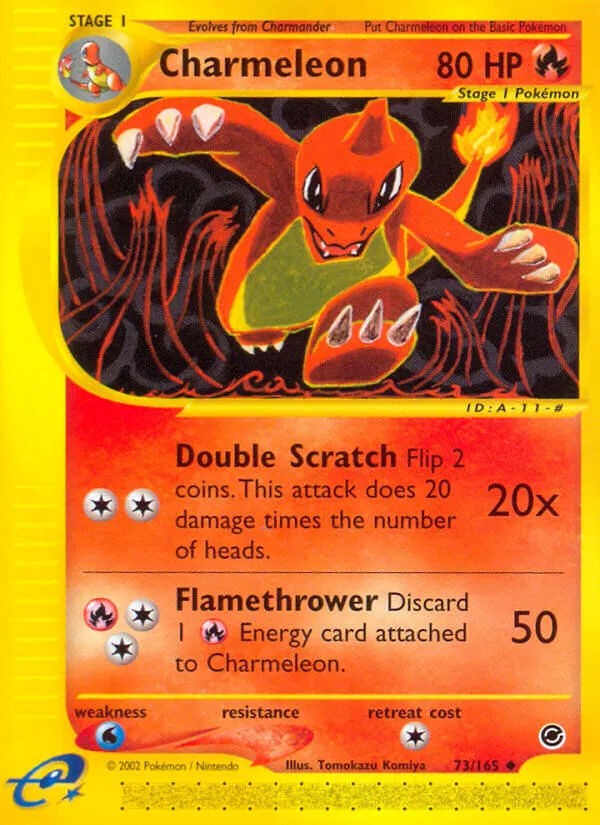 STAGE 1 Evolves from Charmander Put Charmeleon on the Basic Pokémon
Charmeleon 80 HP
Stage 1 Pokémon
ID:A-11-#
Double Scratch Flip 2
coins. This attack does 20
damage times the number
of heads.
20x
Flamethrower Discard
1 Energy card attached
to Charmeleon.
50
weakness resistance retreat cost
© 2002 Pokémon / Nintendo Illus. Tomokazu Komiya 73/165
e